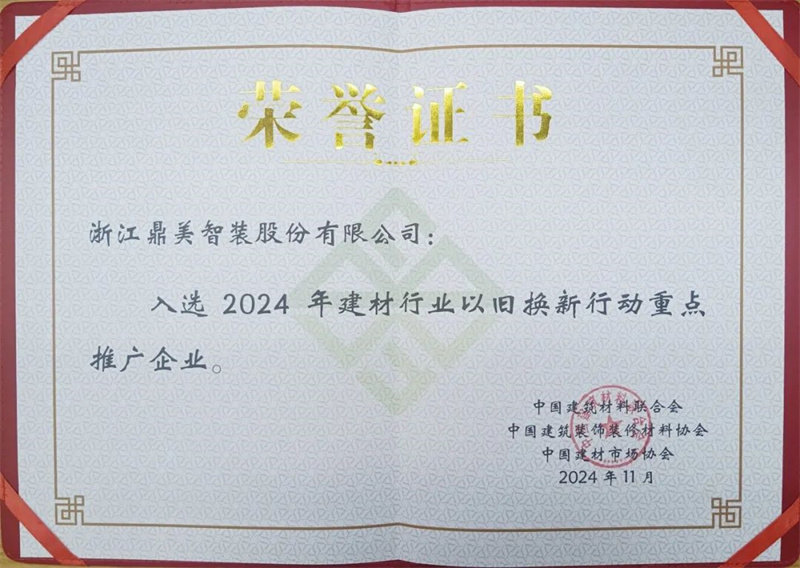 荣誉证书
浙江鼎美智装股份有限公司：
入选 2024 年建材行业以旧换新行动重点
推广企业。
中国建筑材料联合会
中国建筑装饰装修材料协会
中国建材市场协会
2024 年 11 月